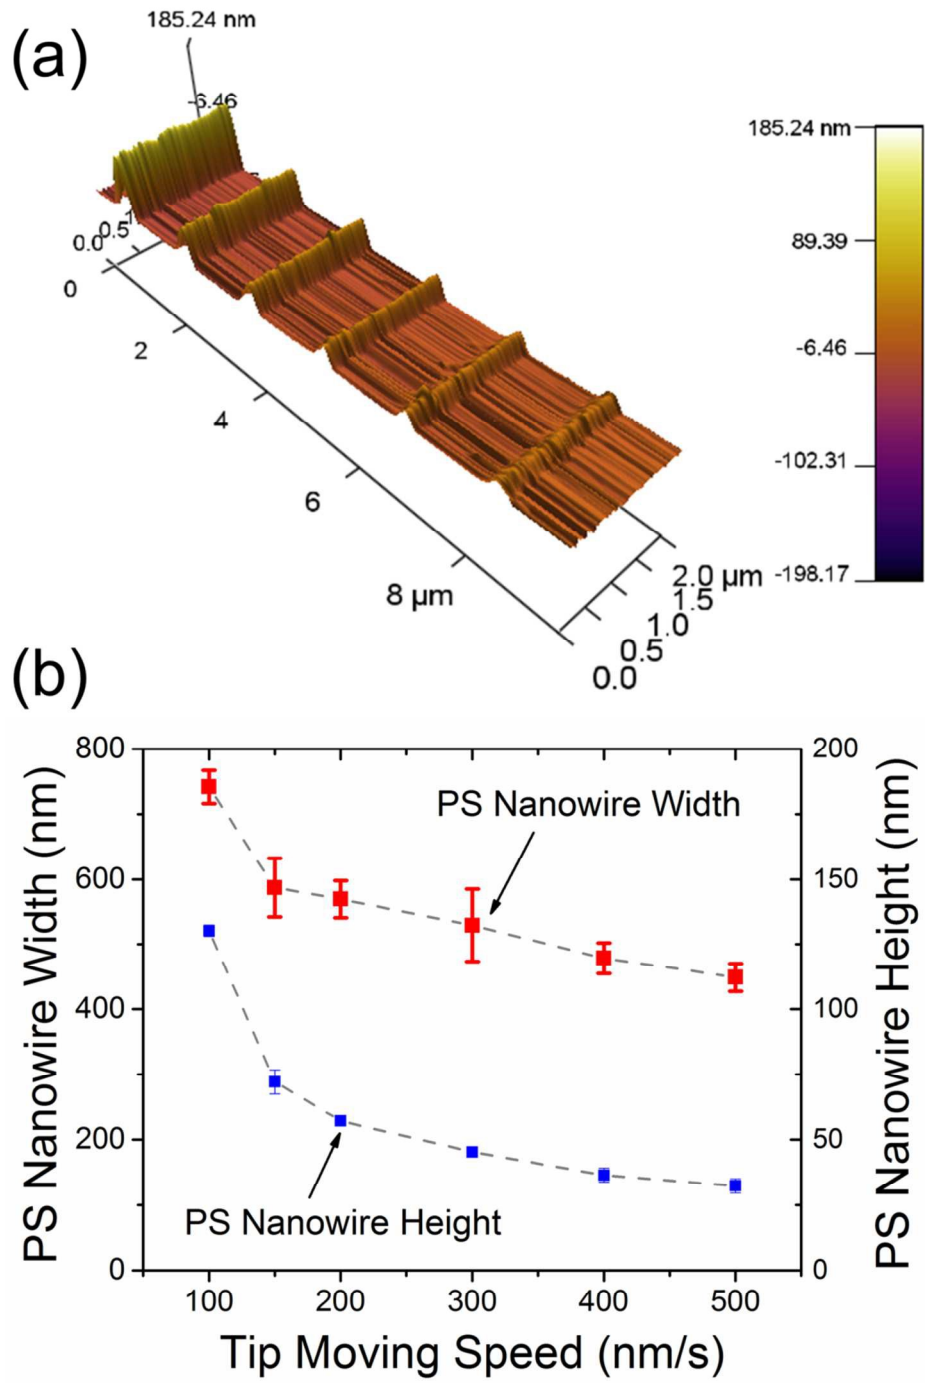 (a)
185.24 nm
-6.46
0.0
0.5
0
2
4
6
8 µm
2.0 µm
1.5
1.0
0.5
0.0
185.24 nm
89.39
-6.46
-102.31
-198.17
(b)
PS Nanowire Width (nm)
800
600
400
200
0
PS Nanowire Width
PS Nanowire Height
200
150
100
50
0
PS Nanowire Height (nm)
100 200 300 400 500
Tip Moving Speed (nm/s)